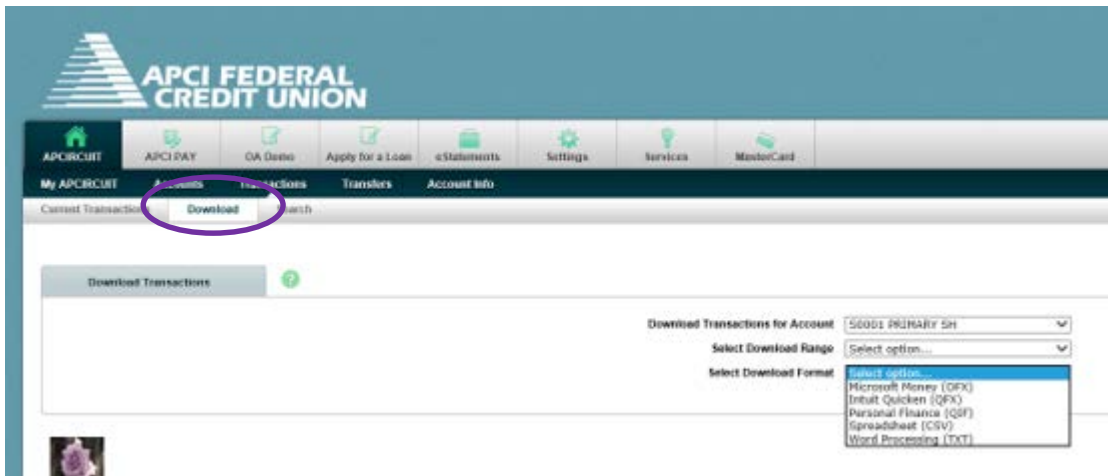 APCI FEDERAL
CREDIT UNION
APCIRCUIT APCI PAY OA Demo Apply for a Loan eStatements Settings Services MasterCard
My APCIRCUIT Accounts Transactions Transfers Account Info
Current Transactions Download Search
Download Transactions ?
Download Transactions for Account S0001 PRIMARY SH
Select Download Range Select option...
Select Download Format Select option...
Microsoft Money (OFX)
Intuit Quicken (QFX)
Personal Finance (QIF)
Spreadsheet (CSV)
Word Processing (TXT)